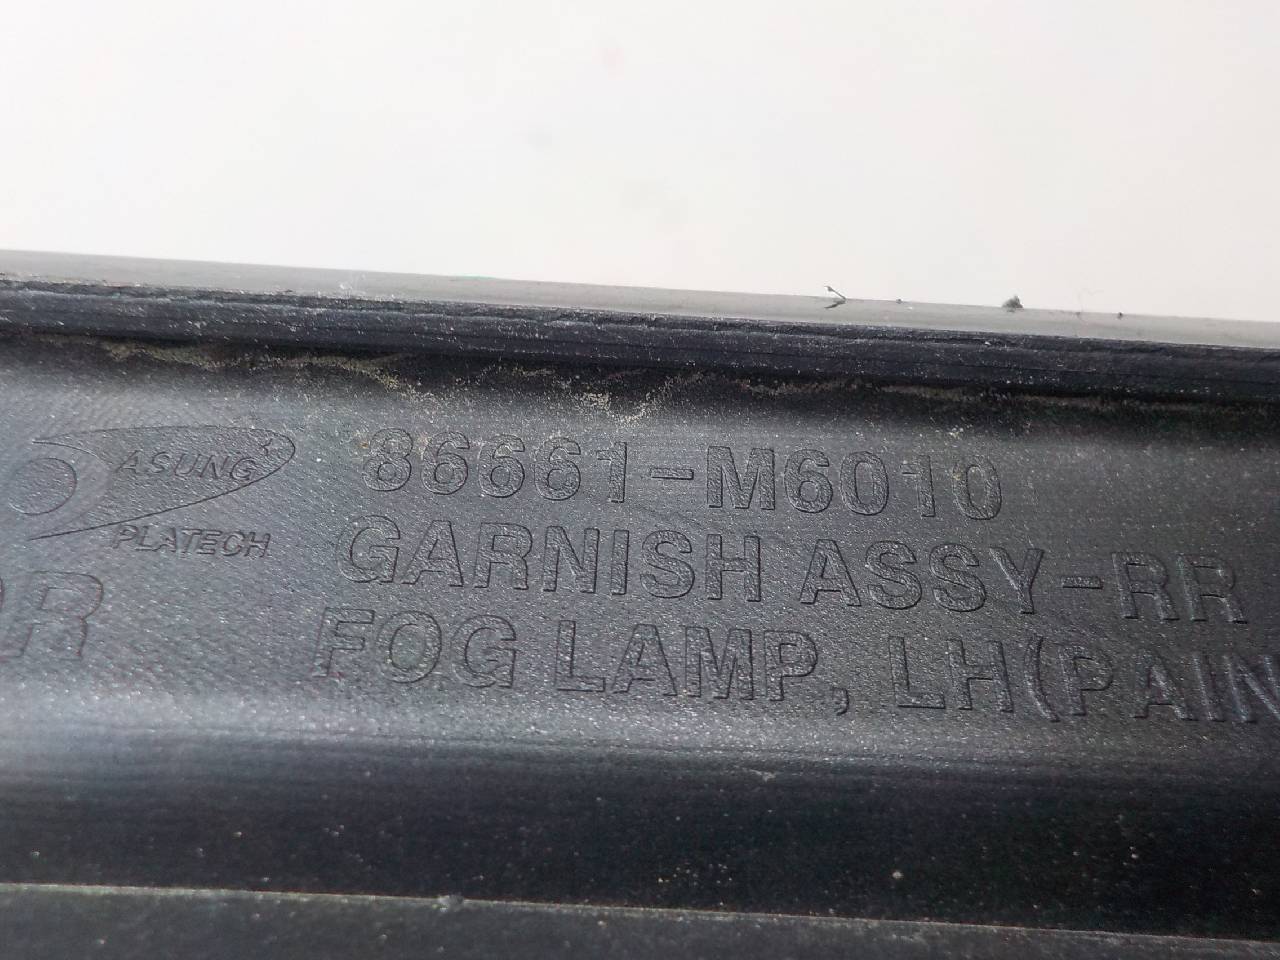 ASUNG
PLATECH
86661-M6010
GARNISH ASSY-RR
FOG LAMP, LH(PAIN